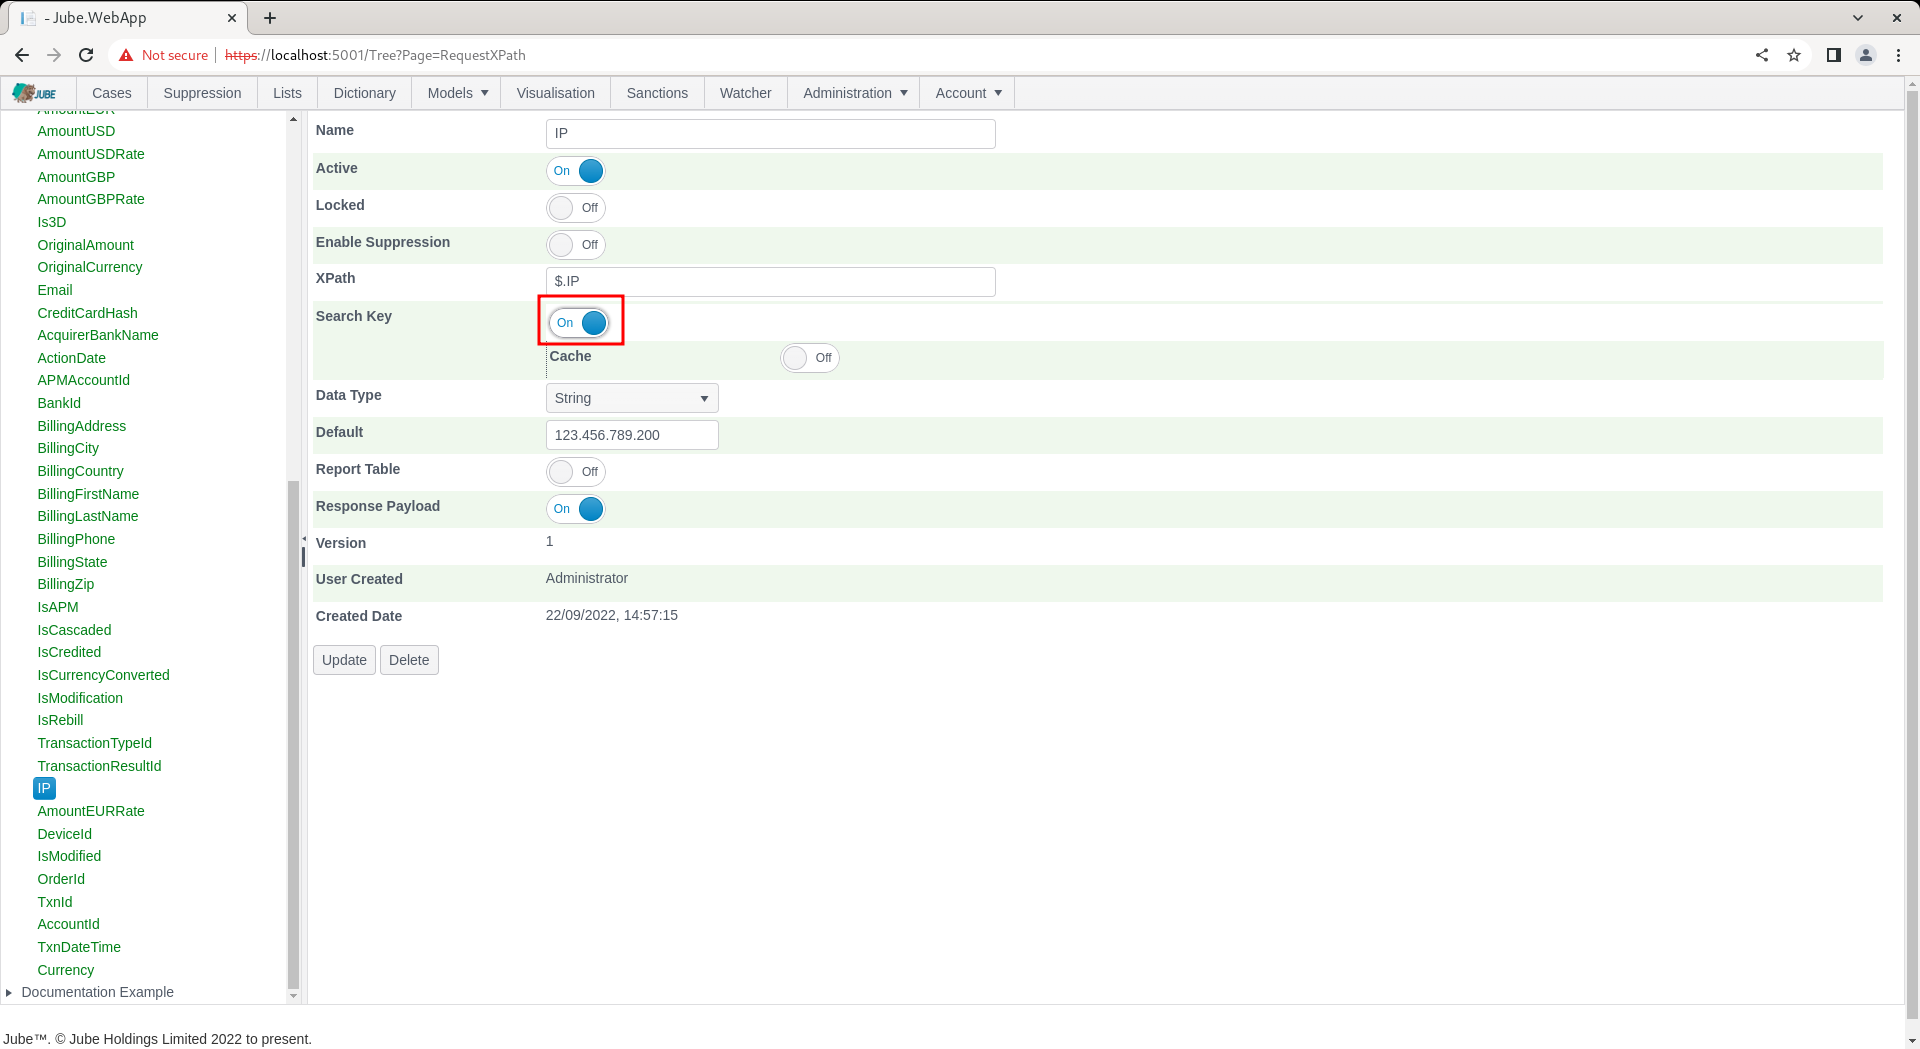 - Jube.WebApp
Not secure https://localhost:5001/Tree?Page=RequestXPath
JUBE Cases Suppression Lists Dictionary Models Visualisation Sanctions Watcher Administration Account
AmountEUR
AmountUSD
AmountUSDRate
AmountGBP
AmountGBPRate
Is3D
OriginalAmount
OriginalCurrency
Email
CreditCardHash
AcquirerBankName
ActionDate
APMAccountId
BankId
BillingAddress
BillingCity
BillingCountry
BillingFirstName
BillingLastName
BillingPhone
BillingState
BillingZip
IsAPM
IsCascaded
IsCredited
IsCurrencyConverted
IsModification
IsRebill
TransactionTypeId
TransactionResultId
IP
AmountEURRate
DeviceId
IsModified
OrderId
TxnId
AccountId
TxnDateTime
Currency
Documentation Example
Name IP
Active On
Locked Off
Enable Suppression Off
XPath $.IP
Search Key On
Cache Off
Data Type String
Default 123.456.789.200
Report Table Off
Response Payload On
Version 1
User Created Administrator
Created Date 22/09/2022, 14:57:15
Update Delete
Jube™. © Jube Holdings Limited 2022 to present.